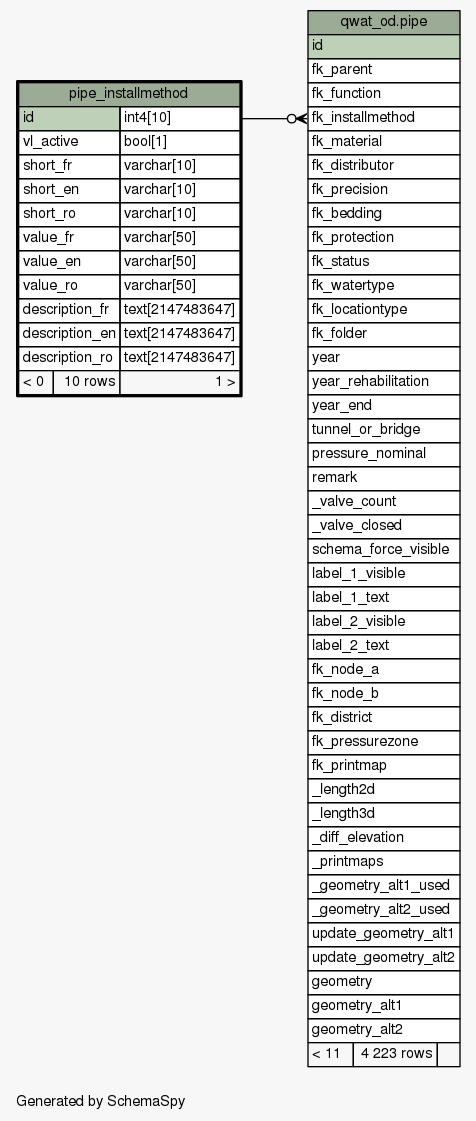 qwat_od.pipe
id
fk_parent
fk_function
fk_installmethod
fk_material
fk_distributor
fk_precision
fk_bedding
fk_protection
fk_status
fk_watertype
fk_locationtype
fk_folder
year
year_rehabilitation
year_end
tunnel_or_bridge
pressure_nominal
remark
_valve_count
_valve_closed
schema_force_visible
label_1_visible
label_1_text
label_2_visible
label_2_text
fk_node_a
fk_node_b
fk_district
fk_pressurezone
fk_printmap
_length2d
_length3d
_diff_elevation
_printmaps
_geometry_alt1_used
_geometry_alt2_used
update_geometry_alt1
update_geometry_alt2
geometry
geometry_alt1
geometry_alt2
< 11 4 223 rows
pipe_installmethod
id int4[10]
vl_active bool[1]
short_fr varchar[10]
short_en varchar[10]
short_ro varchar[10]
value_fr varchar[50]
value_en varchar[50]
value_ro varchar[50]
description_fr text[2147483647]
description_en text[2147483647]
description_ro text[2147483647]
< 0 10 rows 1 >
Generated by SchemaSpy